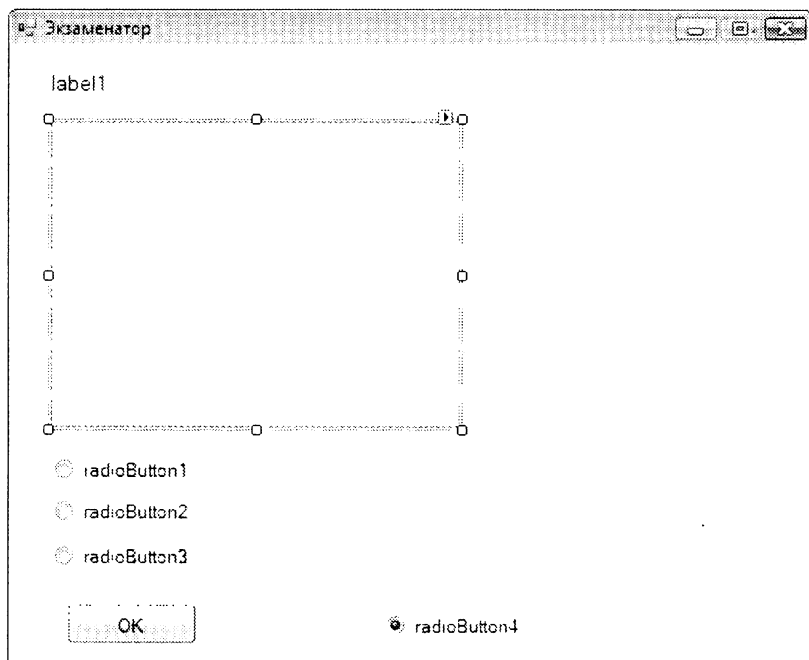 Экзаменатор
label1
radioButton1
radioButton2
radioButton3
OK
radioButton4